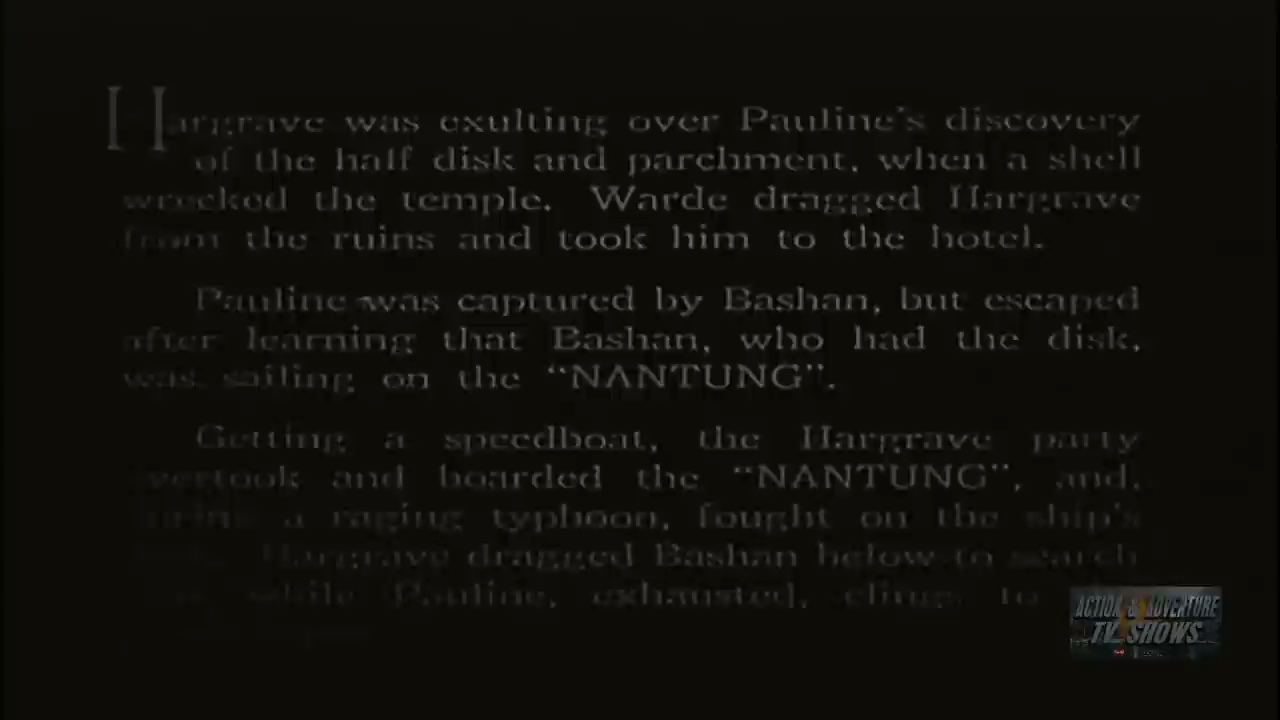 Hargrave was exulting over Pauline's discovery
of the half disk and parchment, when a shell
wrecked the temple. Warde dragged Hargrave
from the ruins and took him to the hotel.
Pauline was captured by Bashan, but escaped
after learning that Bashan, who had the disk,
was sailing on the “NANTUNG”.
Getting a speedboat, the Hargrave party
overtook and boarded the “NANTUNG”, and,
during a raging typhoon, fought on the ship's
Hargrave dragged Bashan below to search
while Pauline, exhausted, clings to
ACTION & ADVENTURE
TV SHOWS